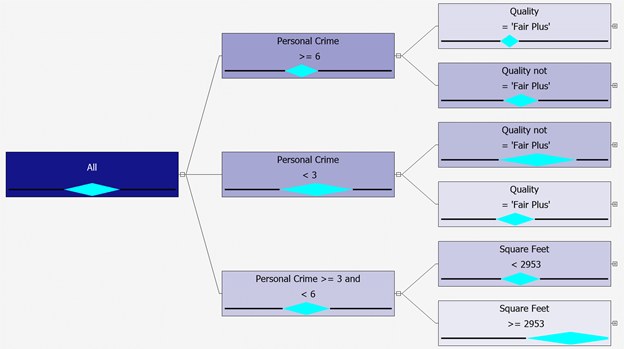 All
Personal Crime
>= 6
Personal Crime
< 3
Personal Crime >= 3 and
< 6
Quality
= 'Fair Plus'
Quality not
= 'Fair Plus'
Quality not
= 'Fair Plus'
Quality
= 'Fair Plus'
Square Feet
< 2953
Square Feet
>= 2953